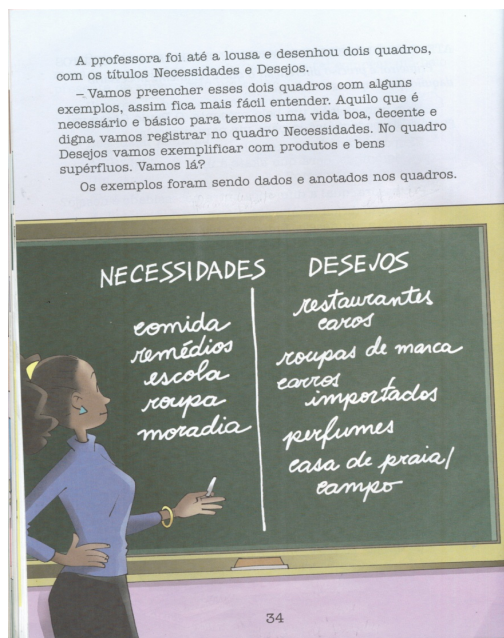 A professora foi até a lousa e desenhou dois quadros,
com os títulos Necessidades e Desejos.
– Vamos preencher esses dois quadros com alguns
exemplos, assim fica mais fácil entender. Aquilo que é
necessário e básico para termos uma vida boa, decente e
digna vamos registrar no quadro Necessidades. No quadro
Desejos vamos exemplificar com produtos e bens
supérfluos. Vamos lá?
Os exemplos foram sendo dados e anotados nos quadros.
NECESSIDADES
comida
remédios
escola
roupa
moradia
DESEJOS
restaurantes
caros
roupas de marca
carros
importados
perfumes
casa de praia/
campo
34